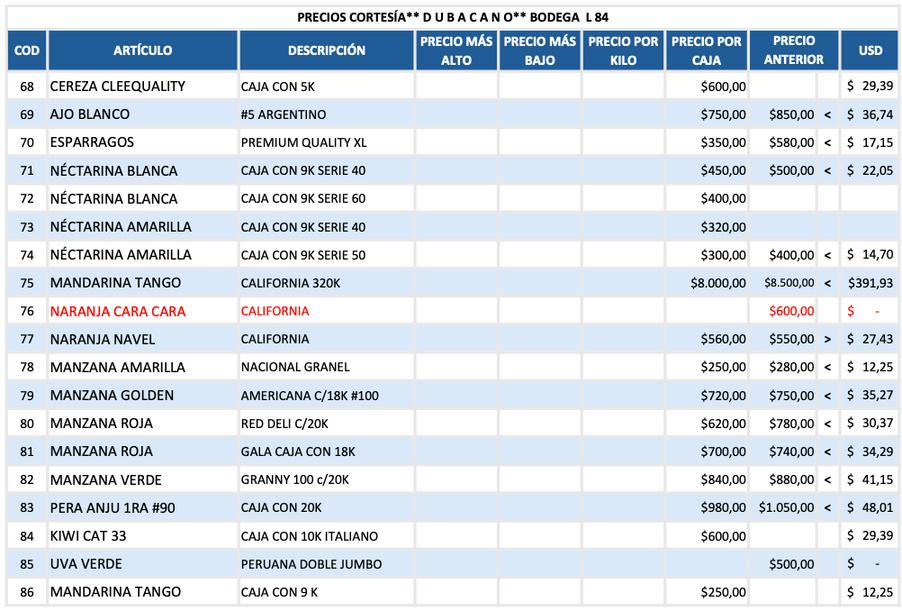 PRECIOS CORTESÍA** D U B A C A N O** BODEGA L 84
COD ARTÍCULO DESCRIPCIÓN PRECIO MÁS ALTO PRECIO MÁS BAJO PRECIO POR KILO PRECIO POR CAJA PRECIO ANTERIOR USD
68 CEREZA CLEEQUALITY CAJA CON 5K $600,00 $ 29,39
69 AJO BLANCO #5 ARGENTINO $750,00 $850,00 < $ 36,74
70 ESPARRAGOS PREMIUM QUALITY XL $350,00 $580,00 < $ 17,15
71 NÉCTARINA BLANCA CAJA CON 9K SERIE 40 $450,00 $500,00 < $ 22,05
72 NÉCTARINA BLANCA CAJA CON 9K SERIE 60 $400,00
73 NÉCTARINA AMARILLA CAJA CON 9K SERIE 40 $320,00
74 NÉCTARINA AMARILLA CAJA CON 9K SERIE 50 $300,00 $400,00 < $ 14,70
75 MANDARINA TANGO CALIFORNIA 320K $8.000,00 $8.500,00 < $391,93
76 NARANJA CARA CARA CALIFORNIA $600,00 $ -
77 NARANJA NAVEL CALIFORNIA $560,00 $550,00 > $ 27,43
78 MANZANA AMARILLA NACIONAL GRANEL $250,00 $280,00 < $ 12,25
79 MANZANA GOLDEN AMERICANA C/18K #100 $720,00 $750,00 < $ 35,27
80 MANZANA ROJA RED DELI C/20K $620,00 $780,00 < $ 30,37
81 MANZANA ROJA GALA CAJA CON 18K $700,00 $740,00 < $ 34,29
82 MANZANA VERDE GRANNY 100 c/20K $840,00 $880,00 < $ 41,15
83 PERA ANJU 1RA #90 CAJA CON 20K $980,00 $1.050,00 < $ 48,01
84 KIWI CAT 33 CAJA CON 10K ITALIANO $600,00 $ 29,39
85 UVA VERDE PERUANA DOBLE JUMBO $500,00 $ -
86 MANDARINA TANGO CAJA CON 9 K $250,00 $ 12,25